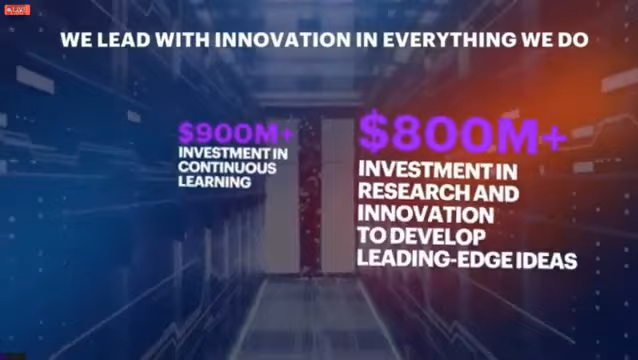 LIVE
WE LEAD WITH INNOVATION IN EVERYTHING WE DO
$900M+
INVESTMENT IN
CONTINUOUS
LEARNING
$800M+
INVESTMENT IN
RESEARCH AND
INNOVATION
TO DEVELOP
LEADING-EDGE IDEAS